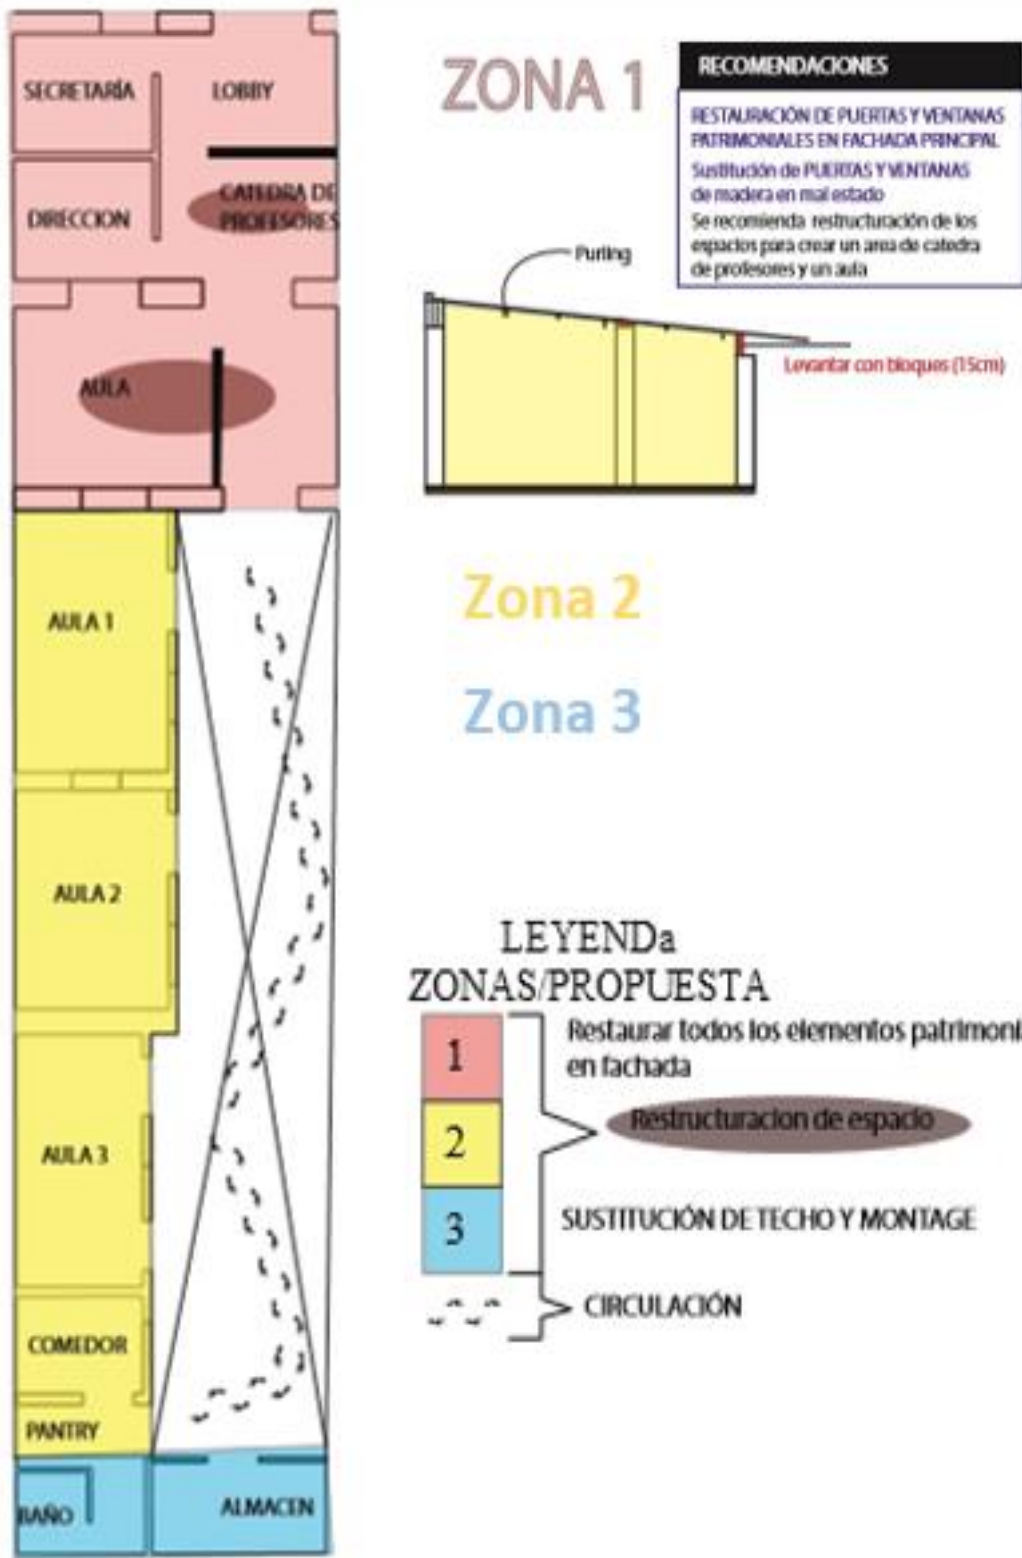 SECRETARÍA
LOBBY
DIRECCION
CATEDRA DE
PROFESORES
AULA
AULA 1
AULA 2
AULA 3
COMEDOR
PANTRY
BAÑO
ALMACEN
ZONA 1
RECOMENDACIONES
RESTAURACIÓN DE PUERTAS Y VENTANAS
PATRIMONIALES EN FACHADA PRINCIPAL
Sustitución de PUERTAS Y VENTANAS
de madera en mal estado
Se recomienda restructuración de los
espacios para crear un area de catedra
de profesores y un aula
Purling
Levantar con bloques (15cm)
Zona 2
Zona 3
LEYENDa
ZONAS/PROPUESTA
1
2
3
Restaurar todos los elementos patrimoni
en fachada
Restructuracion de espacio
SUSTITUCIÓN DE TECHO Y MONTAGE
CIRCULACIÓN